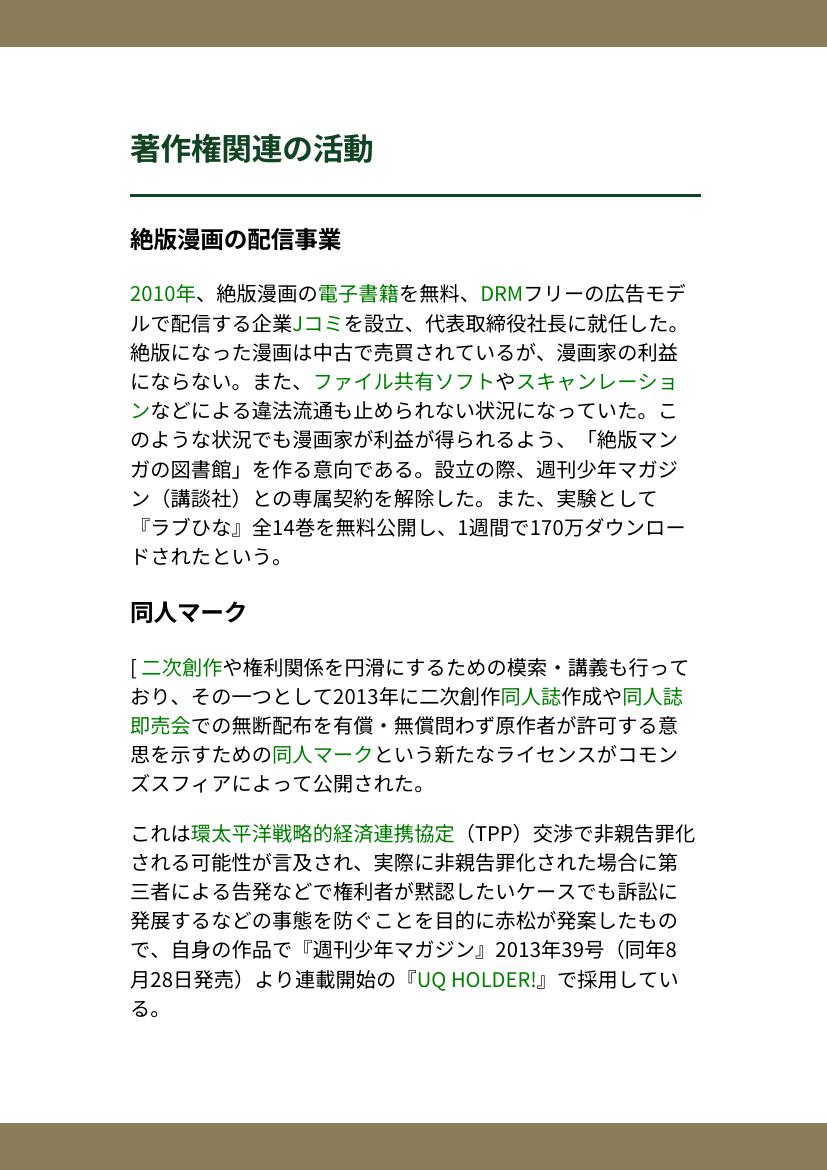 著作権関連の活動
絶版漫画の配信事業
2010年、絶版漫画の電子書籍を無料、DRMフリーの広告モデ
ルで配信する企業Jコミを設立、代表取締役社長に就任した。
絶版になった漫画は中古で売買されているが、漫画家の利益
にならない。また、ファイル共有ソフトやスキャンレーショ
ンなどによる違法流通も止められない状況になっていた。こ
のような状況でも漫画家が利益が得られるよう、「絶版マン
ガの図書館」を作る意向である。設立の際、週刊少年マガジ
ン（講談社）との専属契約を解除した。また、実験として
『ラブひな』全14巻を無料公開し、1週間で170万ダウンロー
ドされたという。
同人マーク
[ 二次創作や権利関係を円滑にするための模索・講義も行って
おり、その一つとして2013年に二次創作同人誌作成や同人誌
即売会での無断配布を有償・無償問わず原作者が許可する意
思を示すための同人マークという新たなライセンスがコモン
ズスフィアによって公開された。
これは環太平洋戦略的経済連携協定（TPP）交渉で非親告罪化
される可能性が言及され、実際に非親告罪化された場合に第
三者による告発などで権利者が黙認したいケースでも訴訟に
発展するなどの事態を防ぐことを目的に赤松が発案したもの
で、自身の作品で『週刊少年マガジン』2013年39号（同年8
月28日発売）より連載開始の『UQ HOLDER!』で採用してい
る。